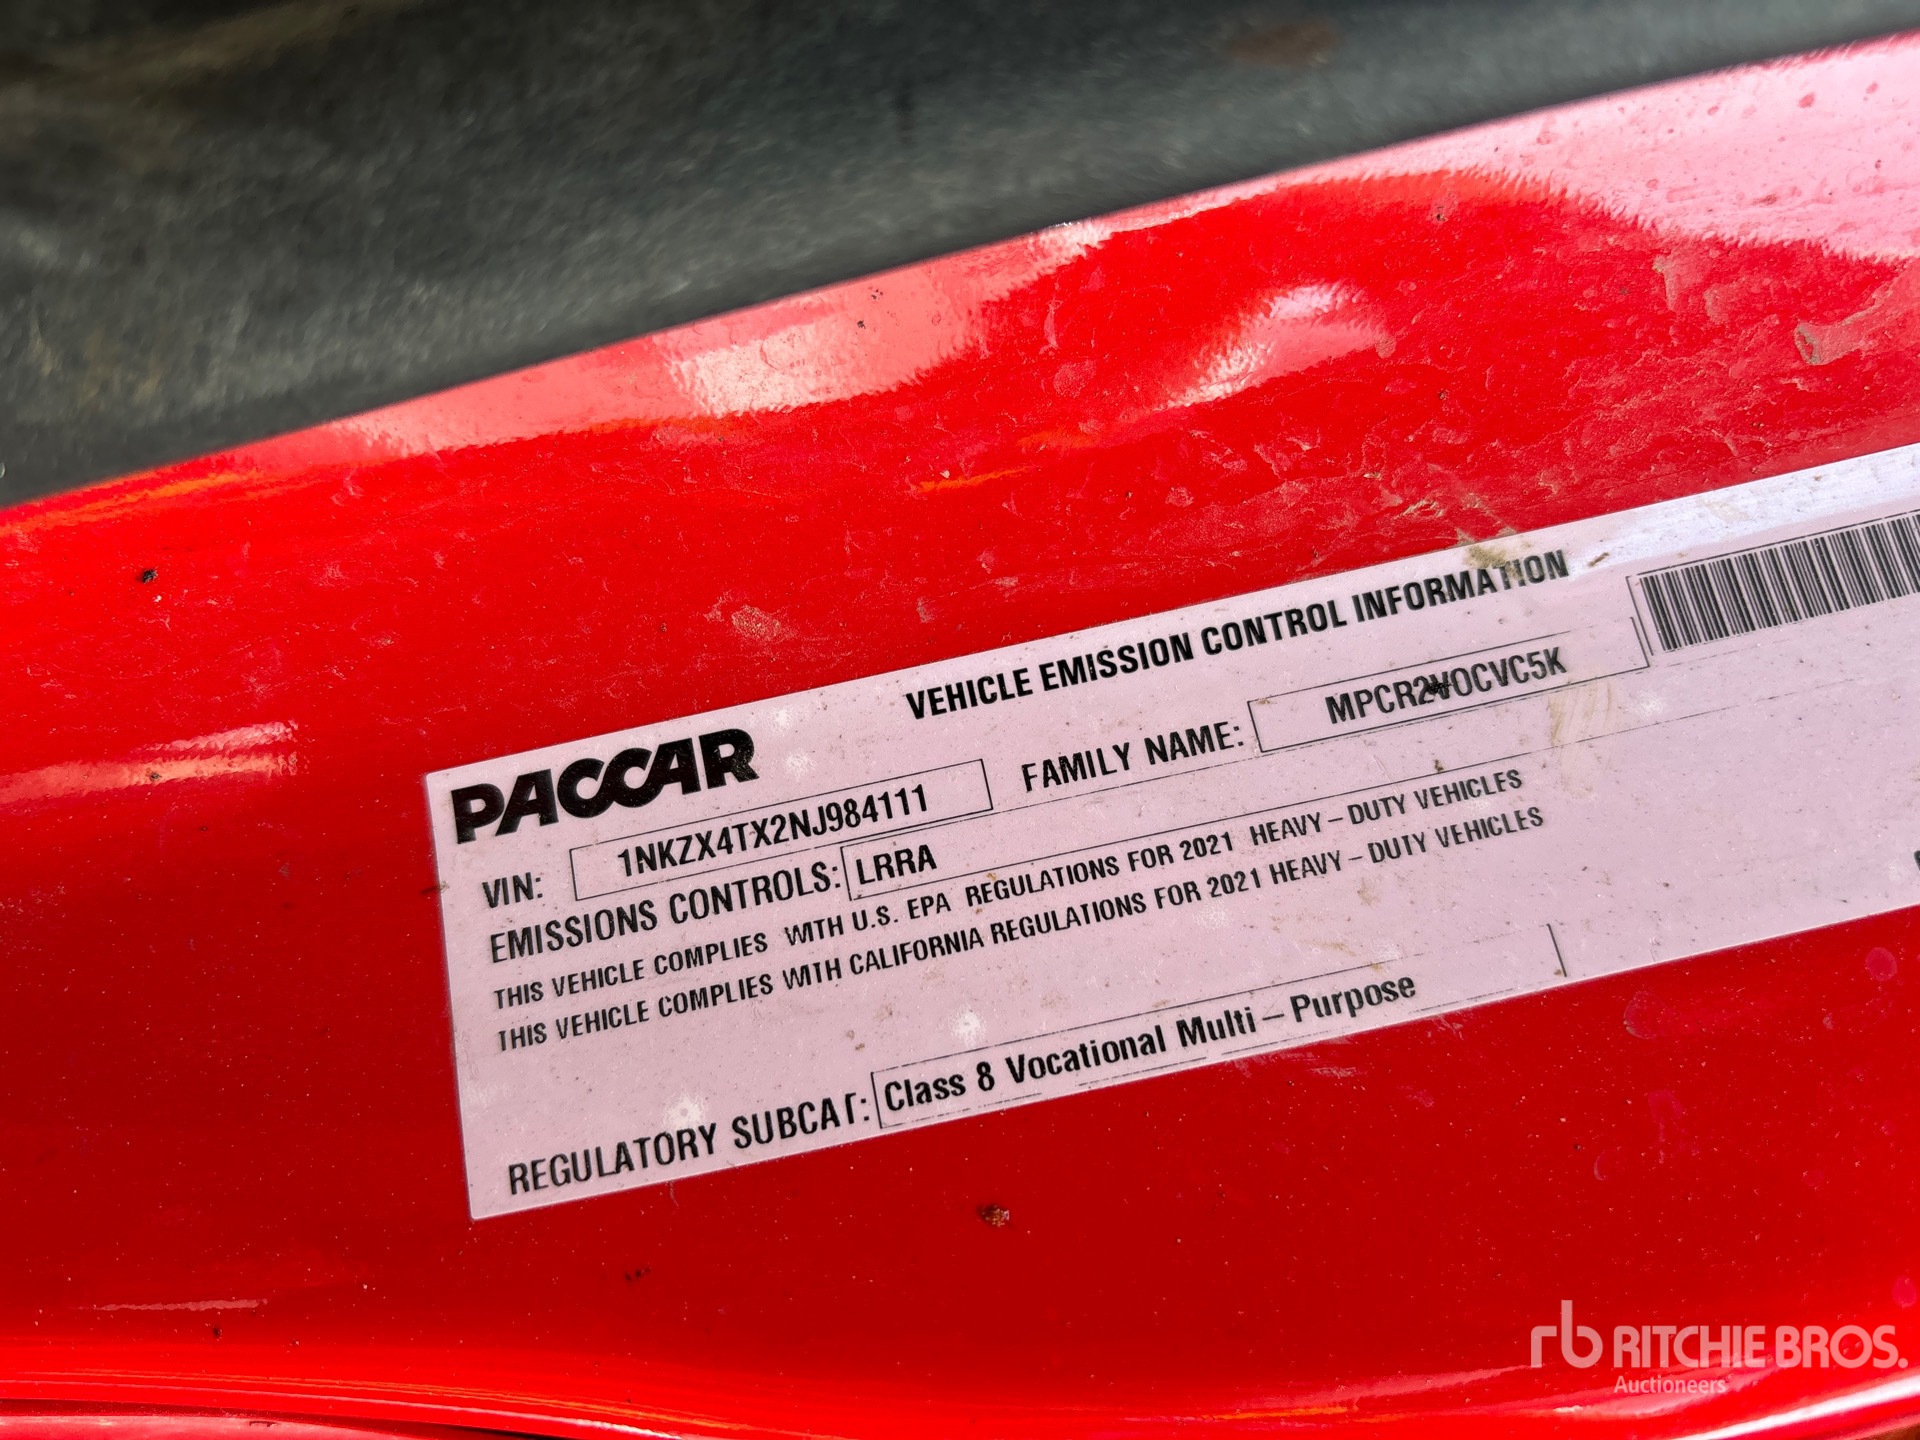 VEHICLE EMISSION CONTROL INFORMATION
PACCAR
VIN: 1NKZX4TX2NJ984111 FAMILY NAME: MPCR2VOCVC5K
EMISSIONS CONTROLS: LRRA
THIS VEHICLE COMPLIES WITH U.S. EPA REGULATIONS FOR 2021 HEAVY – DUTY VEHICLES
THIS VEHICLE COMPLIES WITH CALIFORNIA REGULATIONS FOR 2021 HEAVY – DUTY VEHICLES
REGULATORY SUBCAT: Class 8 Vocational Multi – Purpose
rb RITCHIE BROS.
Auctioneers